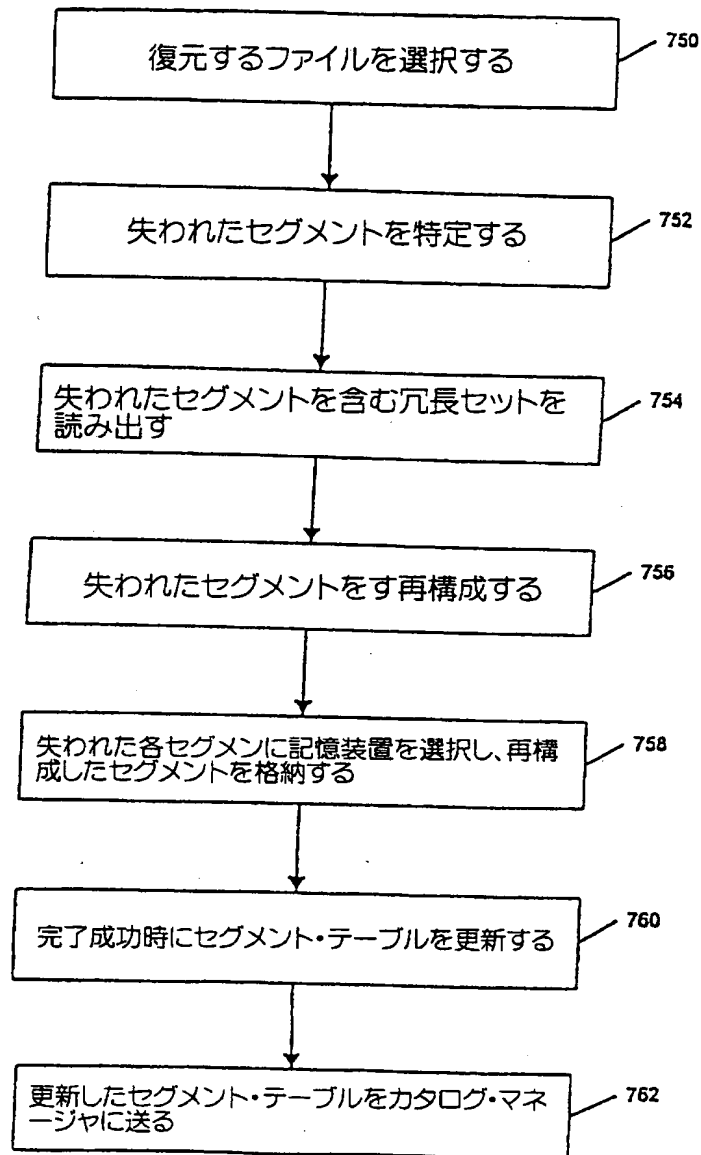 復元するファイルを選択する
750
失われたセグメントを特定する
752
失われたセグメントを含む冗長セットを
読み出す
754
失われたセグメントをす再構成する
756
失われた各セグメンに記憶装置を選択し、再構
成したセグメントを格納する
758
完了成功時にセグメント・テーブルを更新する
760
更新したセグメント・テーブルをカタログ・マネ
ージャに送る
762